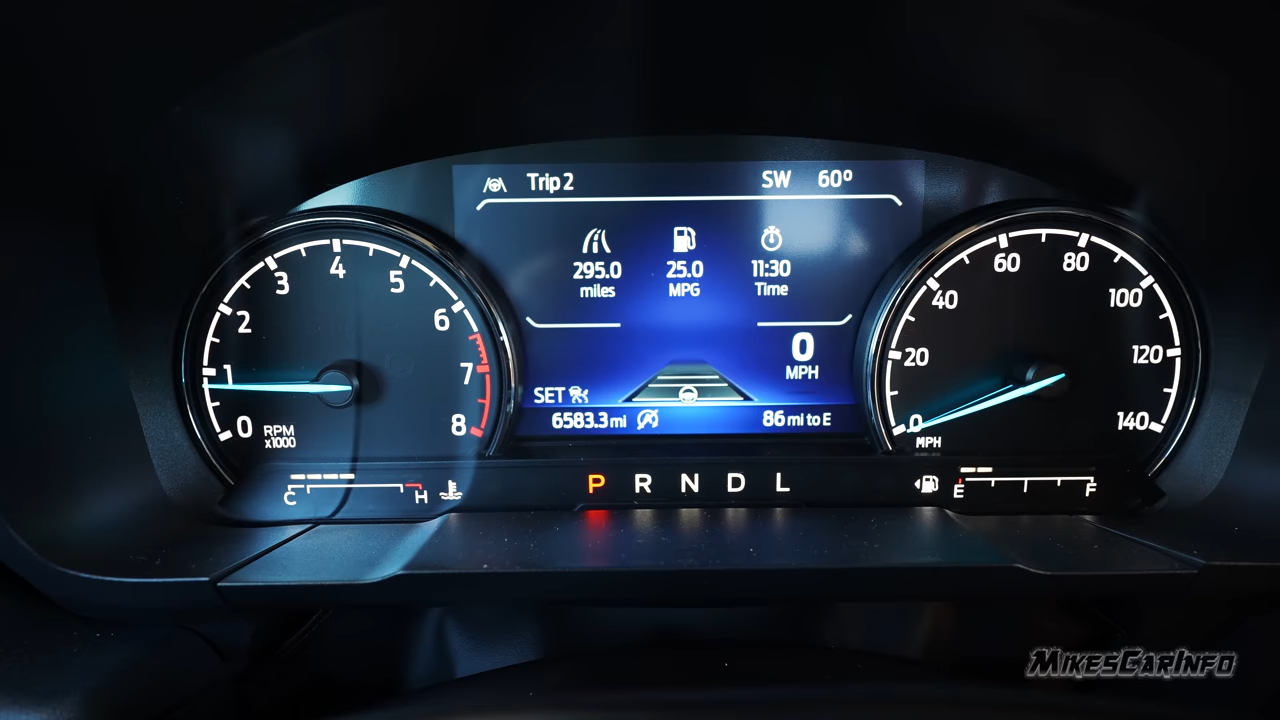 Trip 2 SW 60º
295.0 25.0 11:30
miles MPG Time
0 1 2 3 4 5 6 7 8
RPM
x1000
0
MPH
SET
6583.3 mi 86 mi to E
0 20 40 60 80 100 120 140
MPH
C H
P R N D L
E F
MIKESCARINFO